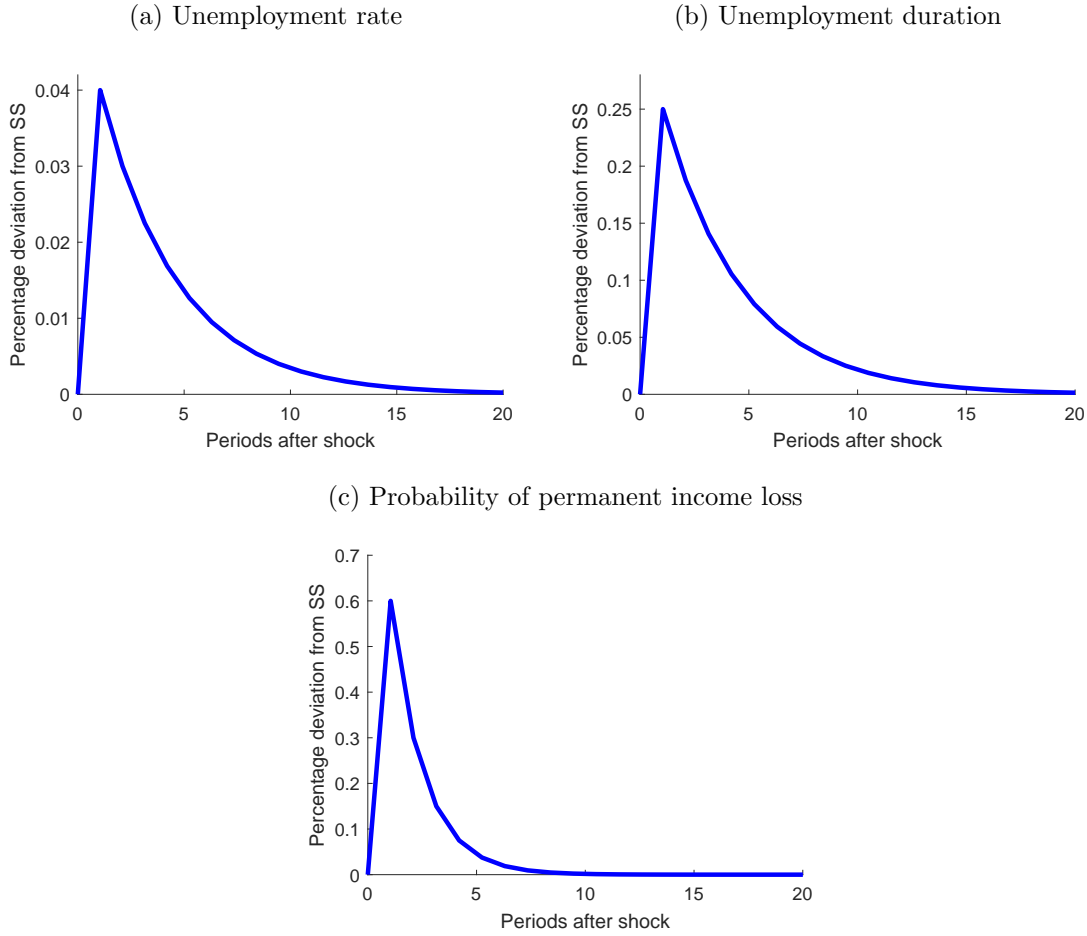 (a) Unemployment rate
Percentage deviation from SS
0.04
0.03
0.02
0.01
0
0 5 10 15 20
Periods after shock
(b) Unemployment duration
Percentage deviation from SS
0.25
0.2
0.15
0.1
0.05
0
0 5 10 15 20
Periods after shock
(c) Probability of permanent income loss
Percentage deviation from SS
0.7
0.6
0.5
0.4
0.3
0.2
0.1
0
0 5 10 15 20
Periods after shock